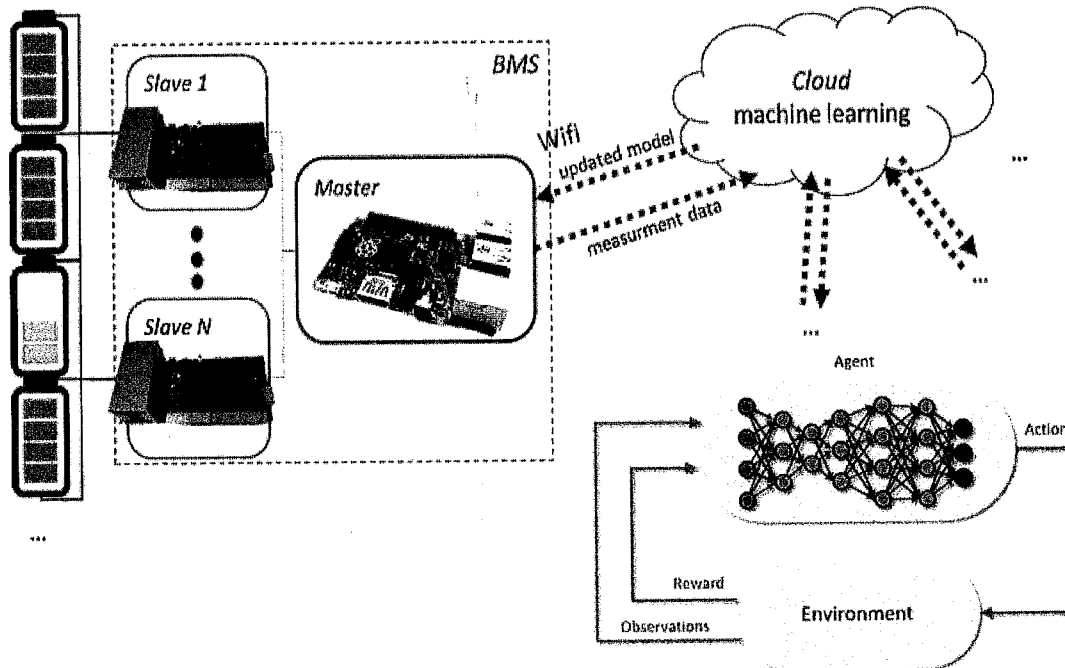 BMS
Slave 1
Cloud
machine learning
Wifi
updated model
Master
measurment data
...
...
Slave N
...
Agent
Action
...
Reward
Environment
Observations